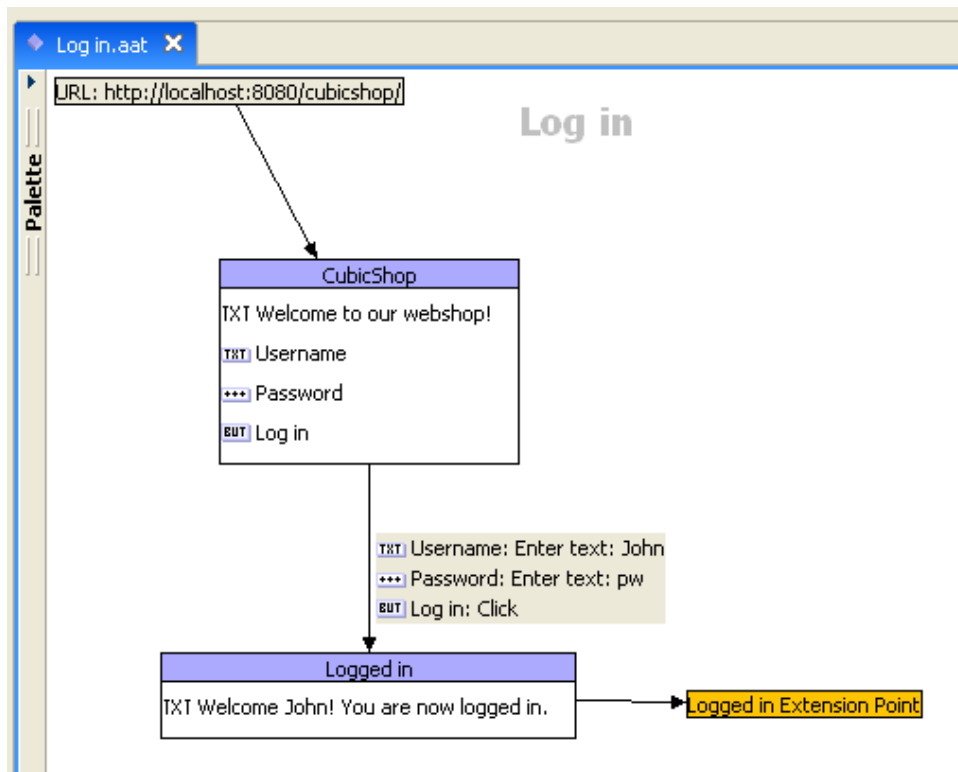 Log in.aat
URL: http://localhost:8080/cubicshop/
Log in
Palette
CubicShop
TXT Welcome to our webshop!
TXT Username
+++ Password
BUT Log in
TXT Username: Enter text: John
+++ Password: Enter text: pw
BUT Log in: Click
Logged in
TXT Welcome John! You are now logged in.
Logged in Extension Point